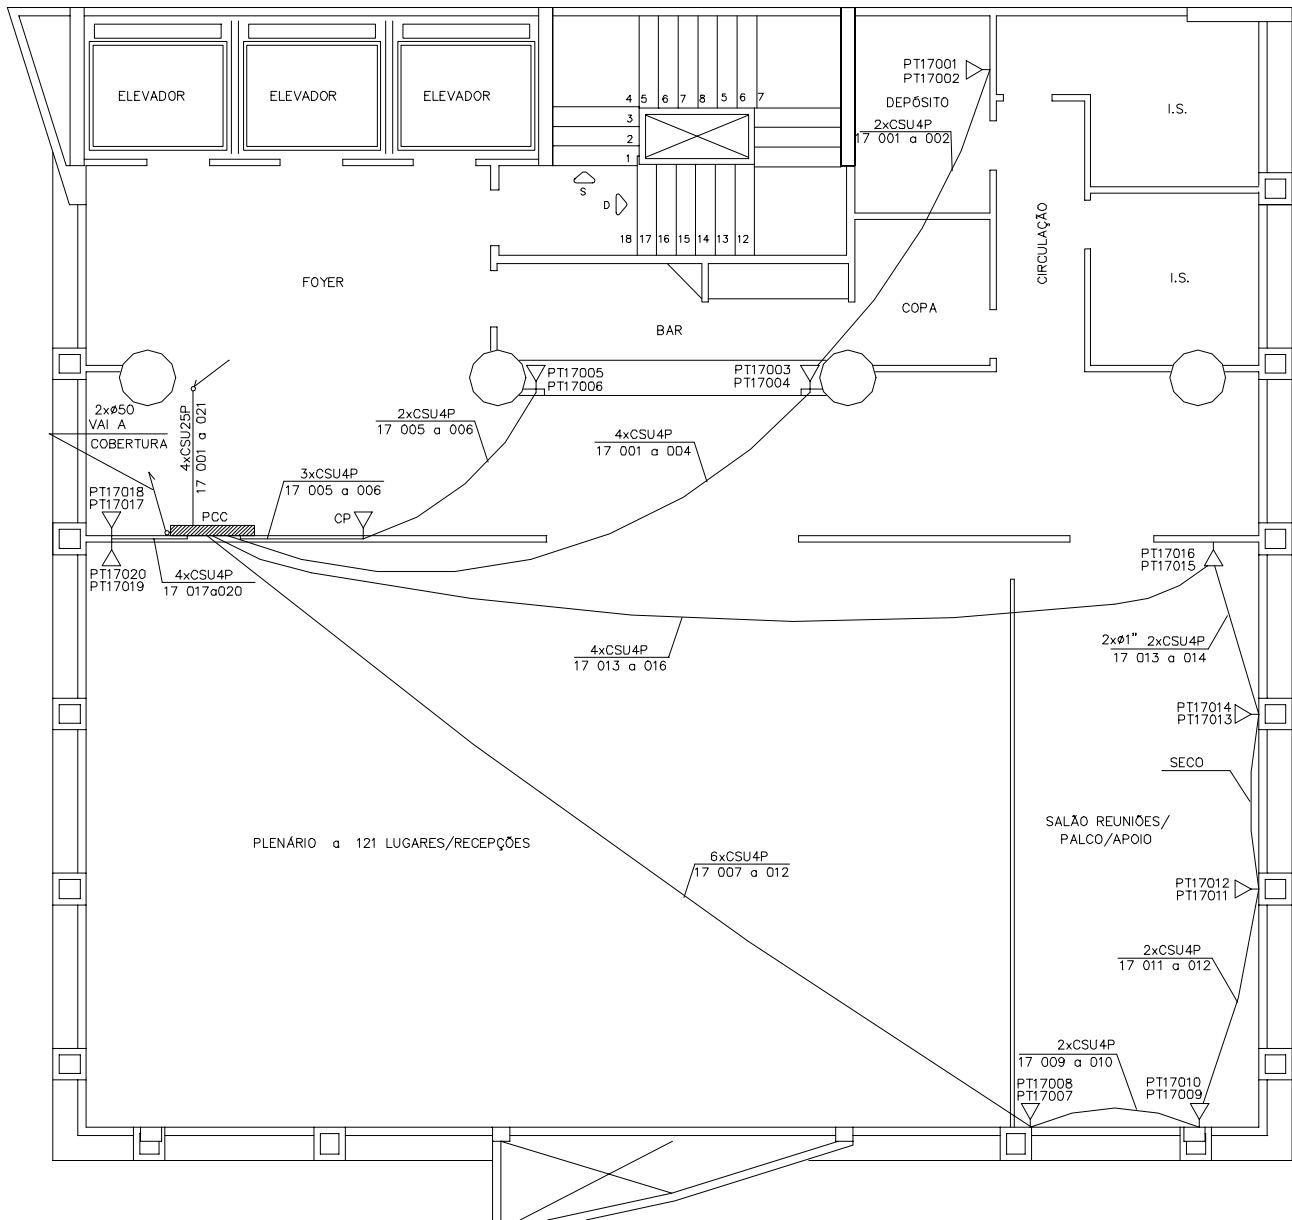 ELEVADOR
ELEVADOR
ELEVADOR
4 5 6 7 8 5 6 7
3
2
1
S
D
18 17 16 15 14 13 12
PT17001
PT17002
DEPÓSITO
2xCSU4P
17 001 a 002
I.S.
CIRCULAÇÃO
I.S.
FOYER
COPA
BAR
PT17005
PT17006
PT17003
PT17004
2xø50
VAI A
COBERTURA
4xCSU25P
17 001 a 021
2xCSU4P
17 005 a 006
4xCSU4P
17 001 a 004
3xCSU4P
17 005 a 006
PT17018
PT17017
PCC
CP
PT17020
PT17019
4xCSU4P
17 017a020
PT17016
PT17015
4xCSU4P
17 013 a 016
2xø1" 2xCSU4P
17 013 a 014
PT17014
PT17013
SECO
SALÃO REUNIÕES/
PALCO/APOIO
PLENÁRIO a 121 LUGARES/RECEPÇÕES
6xCSU4P
17 007 a 012
PT17012
PT17011
2xCSU4P
17 011 a 012
2xCSU4P
17 009 a 010
PT17008
PT17007
PT17010
PT17009